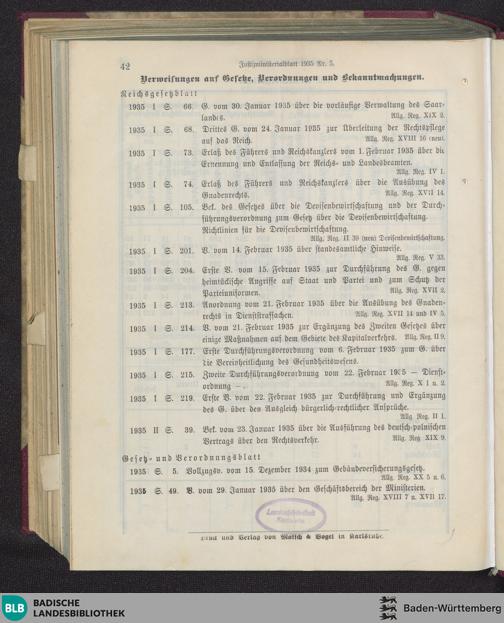 42
Justizministerialblatt 1935 Nr. 5.
Verweisungen auf Gesetze, Verordnungen und Bekanntmachungen.
Reichsgesetzblatt
1935 I S. 66. G. vom 30. Januar 1935 über die vorläufige Verwaltung des Saar-
landes. Allg. Reg. XIX 2.
1935 I S. 68. Drittes G. vom 24. Januar 1935 zur Überleitung der Rechtspflege
auf das Reich. Allg. Reg. XVIII 16 (neu).
1935 I S. 73. Erlaß des Führers und Reichskanzlers vom 1. Februar 1935 über die
Ernennung und Entlassung der Reichs- und Landesbeamten.
Allg. Reg. IV 1.
1935 I S. 74. Erlaß des Führers und Reichskanzlers über die Ausübung des
Gnadenrechts. Allg. Reg. XVII 14.
1935 I S. 105. Bek. des Gesetzes über die Devisenbewirtschaftung und der Durch-
führungsverordnung zum Gesetz über die Devisenbewirtschaftung.
Richtlinien für die Devisenbewirtschaftung.
Allg. Reg. II 39 (neu) Devisenbewirtschaftung.
1935 I S. 201. V. vom 14. Februar 1935 über standesamtliche Hinweise.
Allg. Reg. V 33.
1935 I S. 204. Erste V. vom 15. Februar 1935 zur Durchführung des G. gegen
heimtückische Angriffe auf Staat und Partei und zum Schutz der
Parteiuniformen. Allg. Reg. XVII 2.
1935 I S. 213. Anordnung vom 21. Februar 1935 über die Ausübung des Gnaden-
rechts in Dienststrafsachen. Allg. Reg. XVII 14 und IV 5.
1935 I S. 214. V. vom 21. Februar 1935 zur Ergänzung des Zweiten Gesetzes über
einige Maßnahmen auf dem Gebiete des Kapitalverkehrs. Allg. Reg. II 9.
1935 I S. 177. Erste Durchführungsverordnung vom 6. Februar 1935 zum G. über
die Vereinheitlichung des Gesundheitswesens.
1935 I S. 215. Zweite Durchführungsverordnung vom 22. Februar 1935 — Dienst-
ordnung —. Allg. Reg. X 1 u. 2.
1935 I S. 219. Erste V. vom 22. Februar 1935 zur Durchführung und Ergänzung
des G. über den Ausgleich bürgerlich-rechtlicher Ansprüche.
Allg. Reg. II 1.
1935 II S. 39. Bek. vom 23. Januar 1935 über die Ausführung des deutsch-polnischen
Vertrags über den Rechtsverkehr. Allg. Reg. XIX 9.
Gesetz- und Verordnungsblatt
1935 S. 5. Vollzugsv. vom 15. Dezember 1934 zum Gebäudeversicherungsgesetz.
Allg. Reg. XX 5 u. 6.
1935 S. 49. V. vom 29. Januar 1935 über den Geschäftsbereich der Ministerien.
Allg. Reg. XVIII 7 u. XVII 17.
Landesbibliothek
Karlsruhe
Druck und Verlag von Malsch & Vogel in Karlsruhe.
BLB BADISCHE
LANDESBIBLIOTHEK
Baden-Württemberg